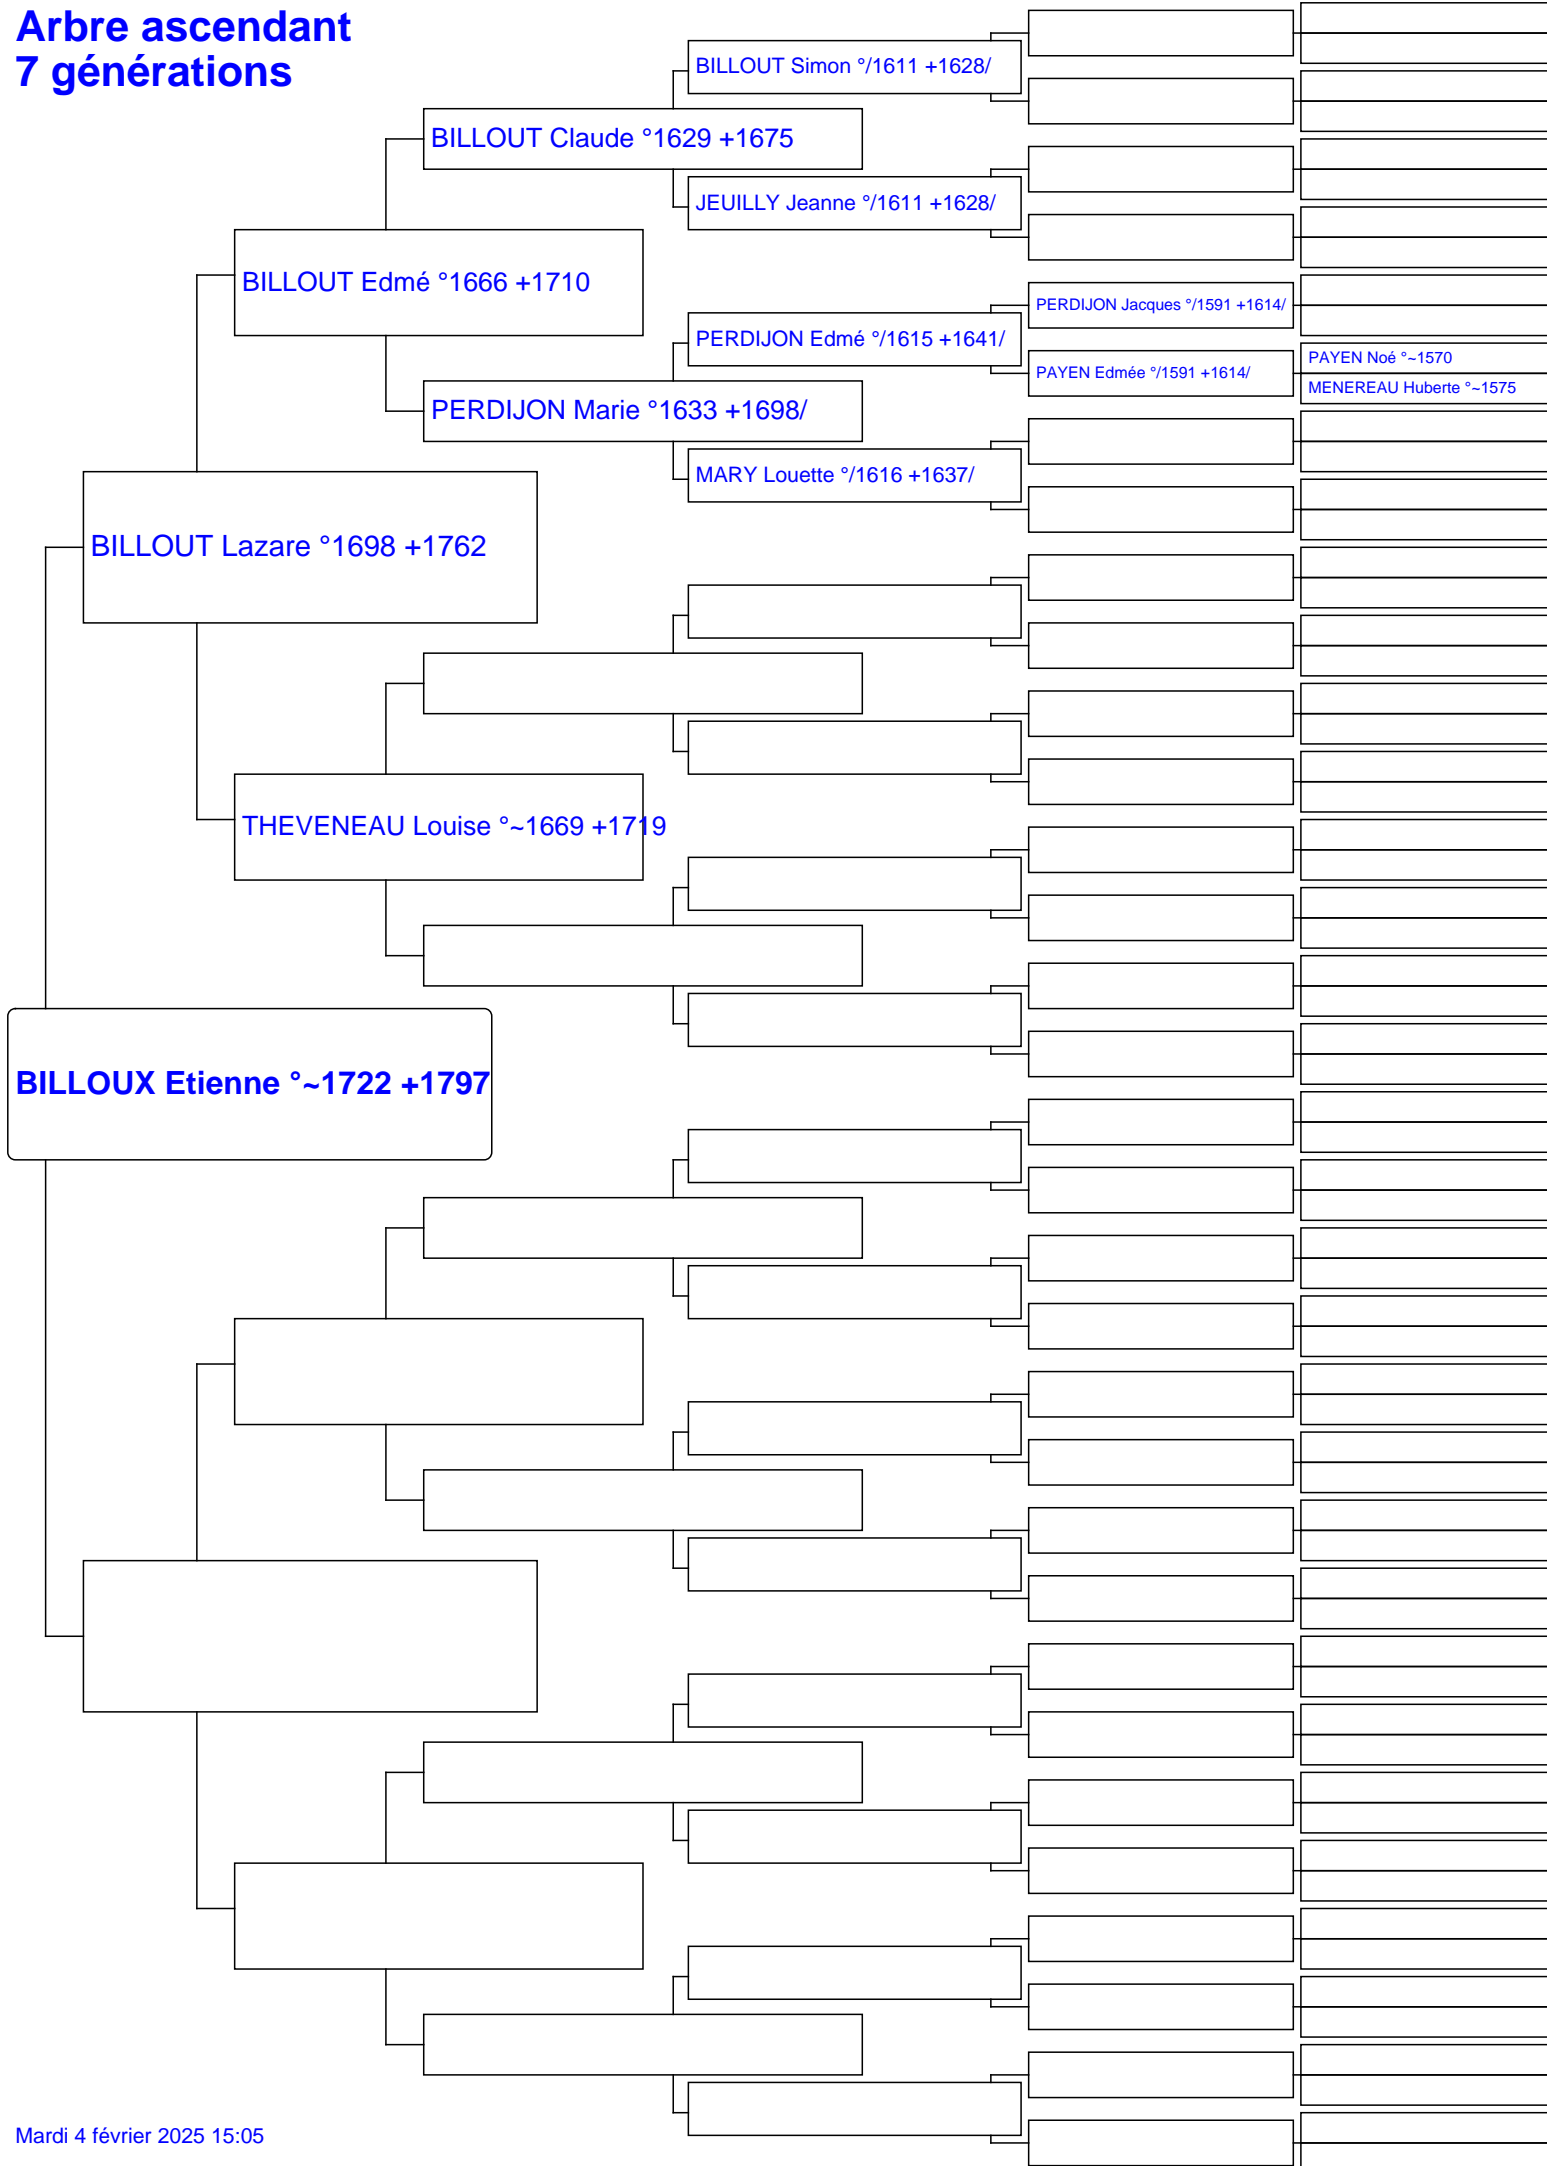 Arbre ascendant
7 générations
BILLOUT Simon °/1611 +1628/
BILLOUT Claude °1629 +1675
JEUILLY Jeanne °/1611 +1628/
BILLOUT Edmé °1666 +1710
PERDIJON Jacques °/1591 +1614/
PERDIJON Edmé °/1615 +1641/
PAYEN Noé °~1570
PAYEN Edmée °/1591 +1614/
MENEREAU Huberte °~1575
PERDIJON Marie °1633 +1698/
MARY Louette °/1616 +1637/
BILLOUT Lazare °1698 +1762
THEVENEAU Louise °~1669 +1719
BILLOUX Etienne °~1722 +1797
Mardi 4 février 2025 15:05